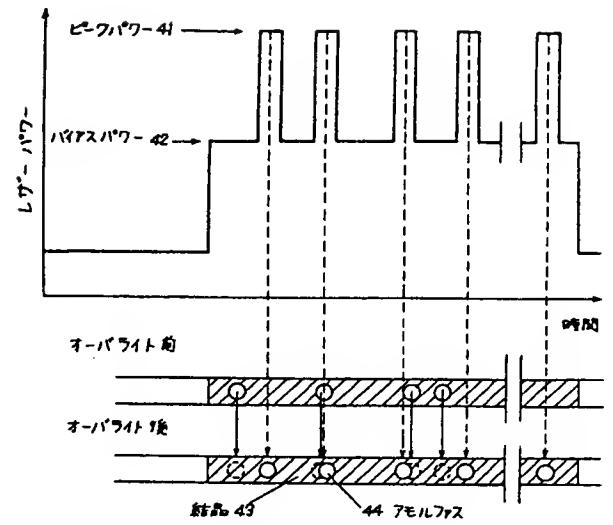 ピークパワー 41
バイアスパワー 42
レザーパワー
時間
オーバライト前
オーバライト後
結晶 43
44 アモルファス